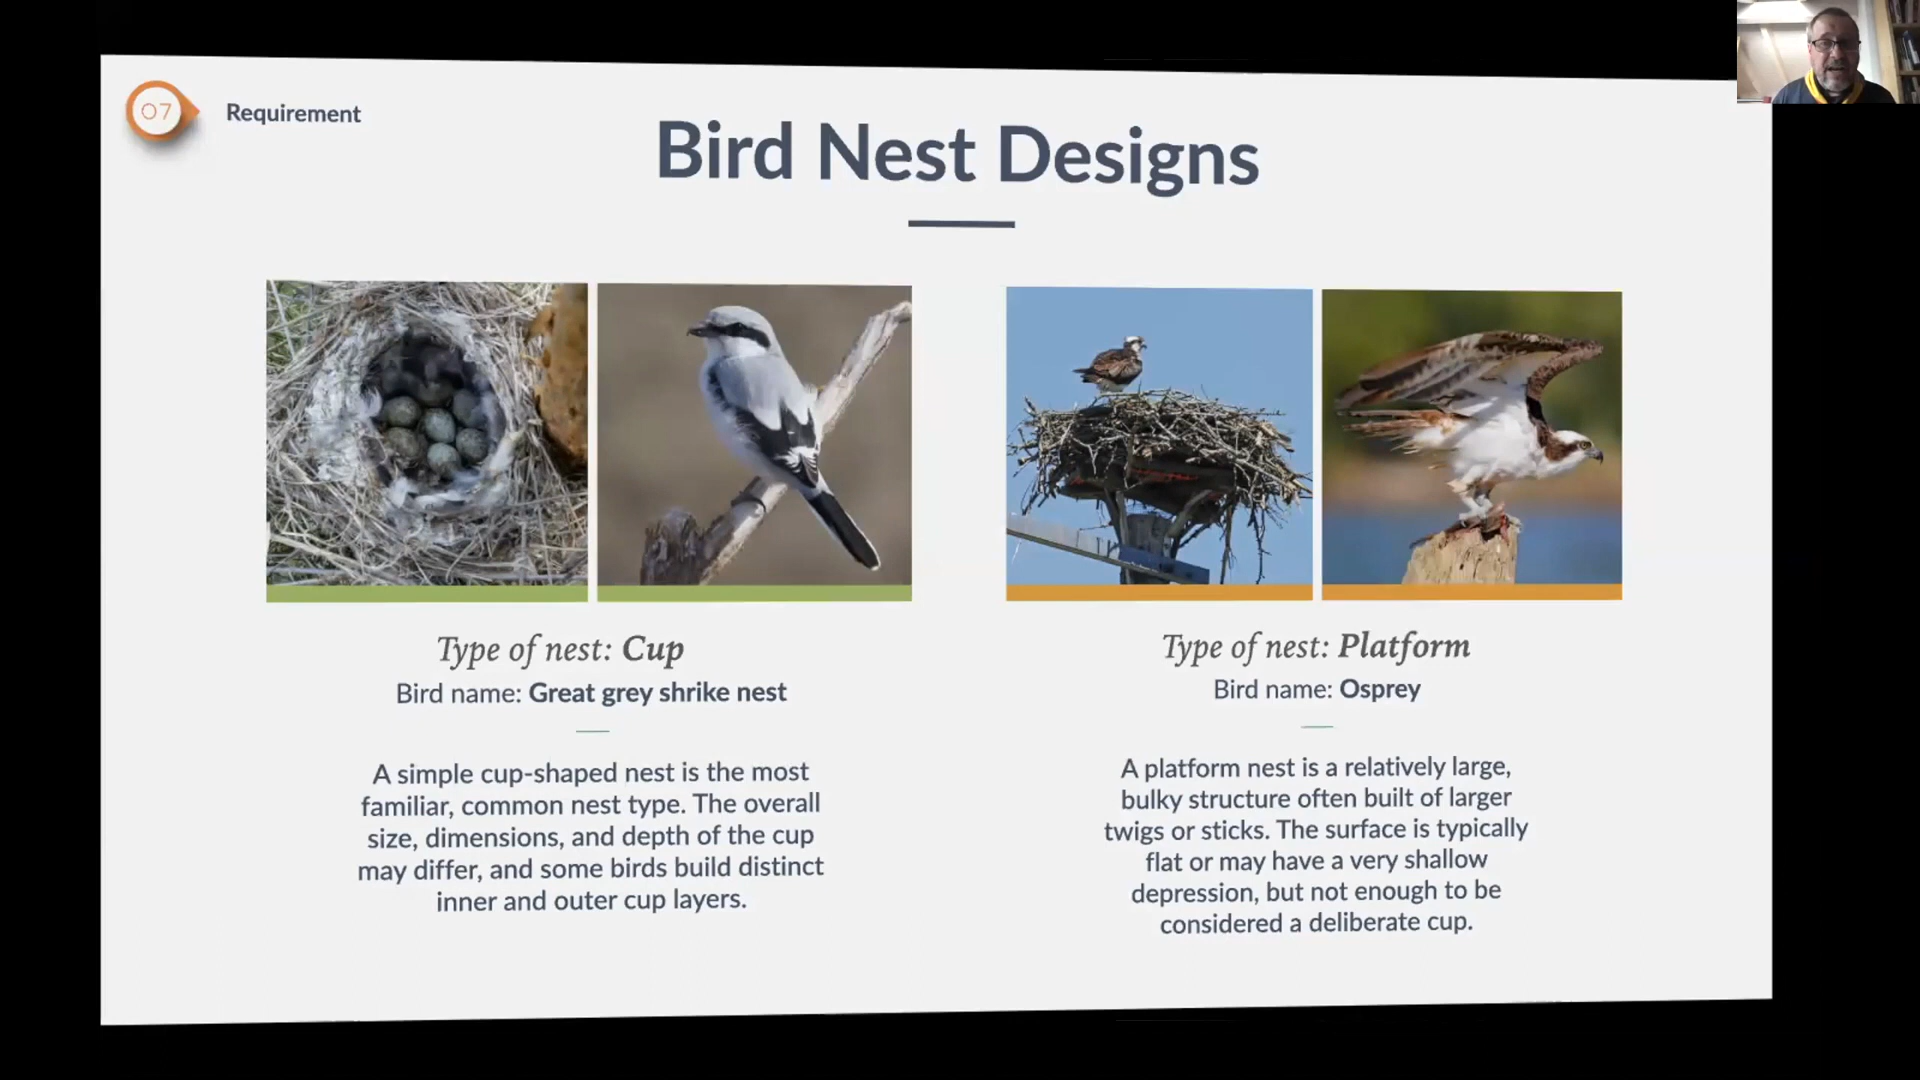 07
Requirement
Bird Nest Designs
Type of nest: Cup
Bird name: Great grey shrike nest
A simple cup-shaped nest is the most
familiar, common nest type. The overall
size, dimensions, and depth of the cup
may differ, and some birds build distinct
inner and outer cup layers.
Type of nest: Platform
Bird name: Osprey
A platform nest is a relatively large,
bulky structure often built of larger
twigs or sticks. The surface is typically
flat or may have a very shallow
depression, but not enough to be
considered a deliberate cup.